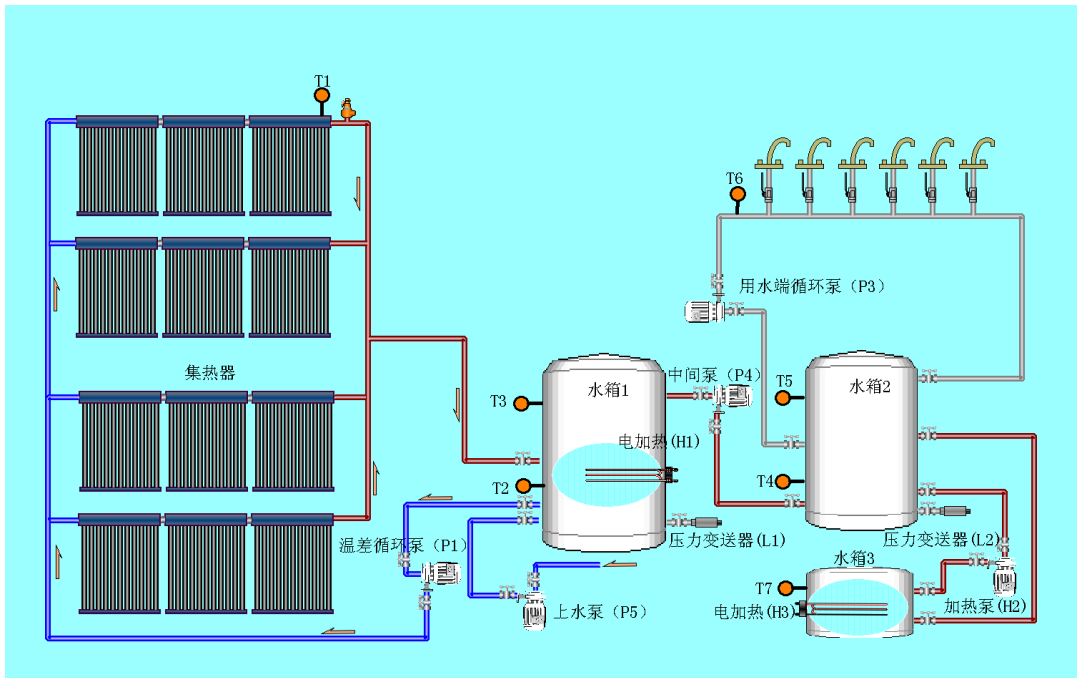 T1
T6
用水端循环泵（P3）
集热器
中间泵（P4）
T5
水箱2
水箱1
T3
电加热(H1)
T2
T4
温差循环泵（P1）
压力变送器(L1)
压力变送器(L2)
水箱3
T7
上水泵（P5）
电加热(H3)
加热泵(H2)